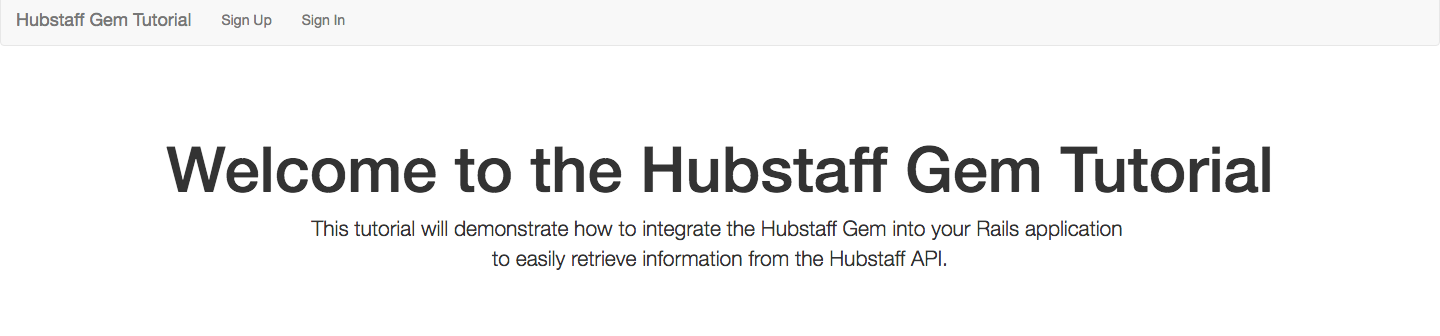 Hubstaff Gem Tutorial Sign Up Sign In
Welcome to the Hubstaff Gem Tutorial
This tutorial will demonstrate how to integrate the Hubstaff Gem into your Rails application
to easily retrieve information from the Hubstaff API.